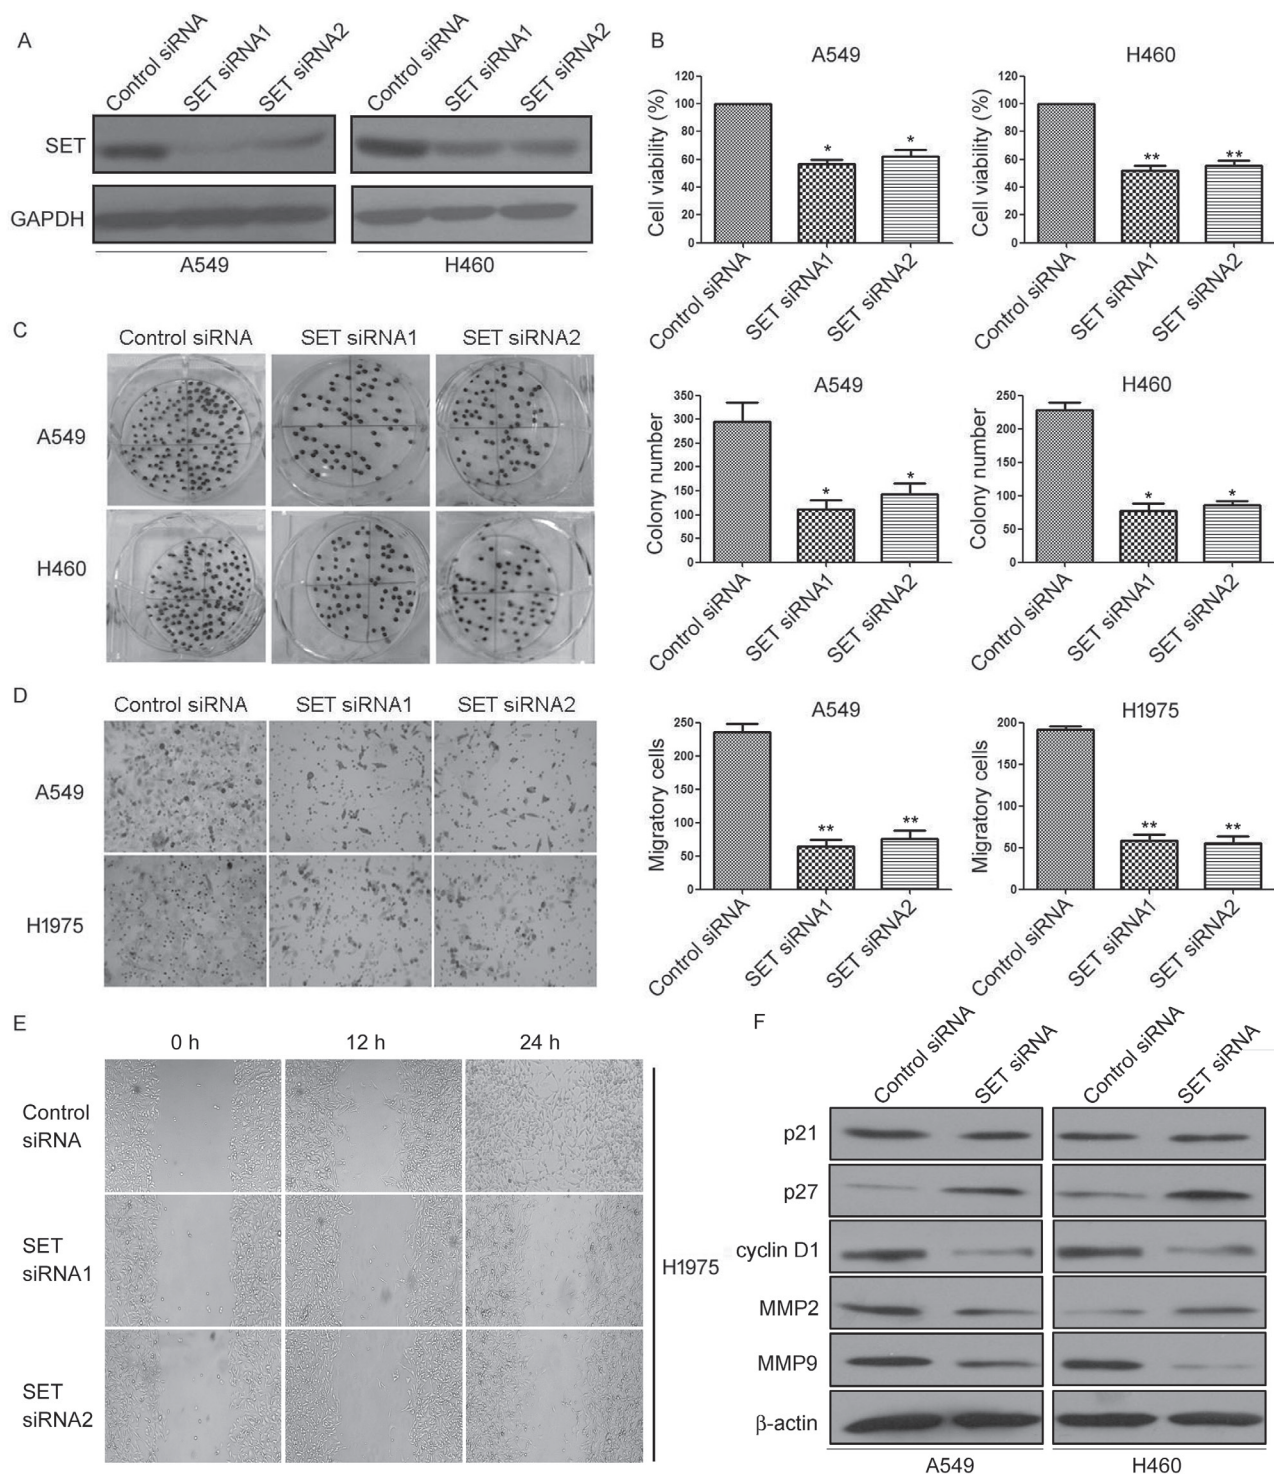 A
Control siRNA
SET siRNA1
SET siRNA2
Control siRNA
SET siRNA1
SET siRNA2
SET
GAPDH
A549
H460
B
A549
Cell viability (%)
120
100
80
60
40
20
0
*
*
Control siRNA
SET siRNA1
SET siRNA2
H460
Cell viability (%)
120
100
80
60
40
20
0
**
**
Control siRNA
SET siRNA1
SET siRNA2
C
Control siRNA
SET siRNA1
SET siRNA2
A549
H460
A549
Colony number
350
300
250
200
150
100
50
0
*
*
Control siRNA
SET siRNA1
SET siRNA2
H460
Colony number
250
200
150
100
50
0
*
*
Control siRNA
SET siRNA1
SET siRNA2
D
Control siRNA
SET siRNA1
SET siRNA2
A549
H1975
A549
Migratory cells
250
200
150
100
50
0
**
**
Control siRNA
SET siRNA1
SET siRNA2
H1975
Migratory cells
200
150
100
50
0
**
**
Control siRNA
SET siRNA1
SET siRNA2
E
0 h
12 h
24 h
Control
siRNA
SET
siRNA1
SET
siRNA2
H1975
F
Control siRNA
SET siRNA
Control siRNA
SET siRNA
p21
p27
cyclin D1
MMP2
MMP9
β-actin
A549
H460